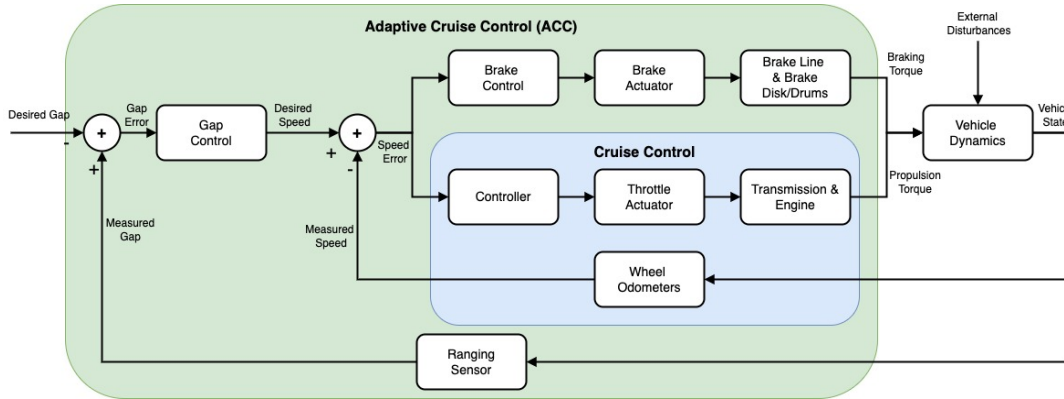 Adaptive Cruise Control (ACC)
External
Disturbances
Brake
Control
Brake
Actuator
Brake Line
& Brake
Disk/Drums
Braking
Torque
Desired Gap
-
+
+
Gap
Error
Gap
Control
Desired
Speed
+
+
-
Speed
Error
Vehicle
Dynamics
State
Cruise Control
Controller
Throttle
Actuator
Transmission &
Engine
Propulsion
Torque
Measured
Gap
Measured
Speed
Wheel
Odometers
Ranging
Sensor